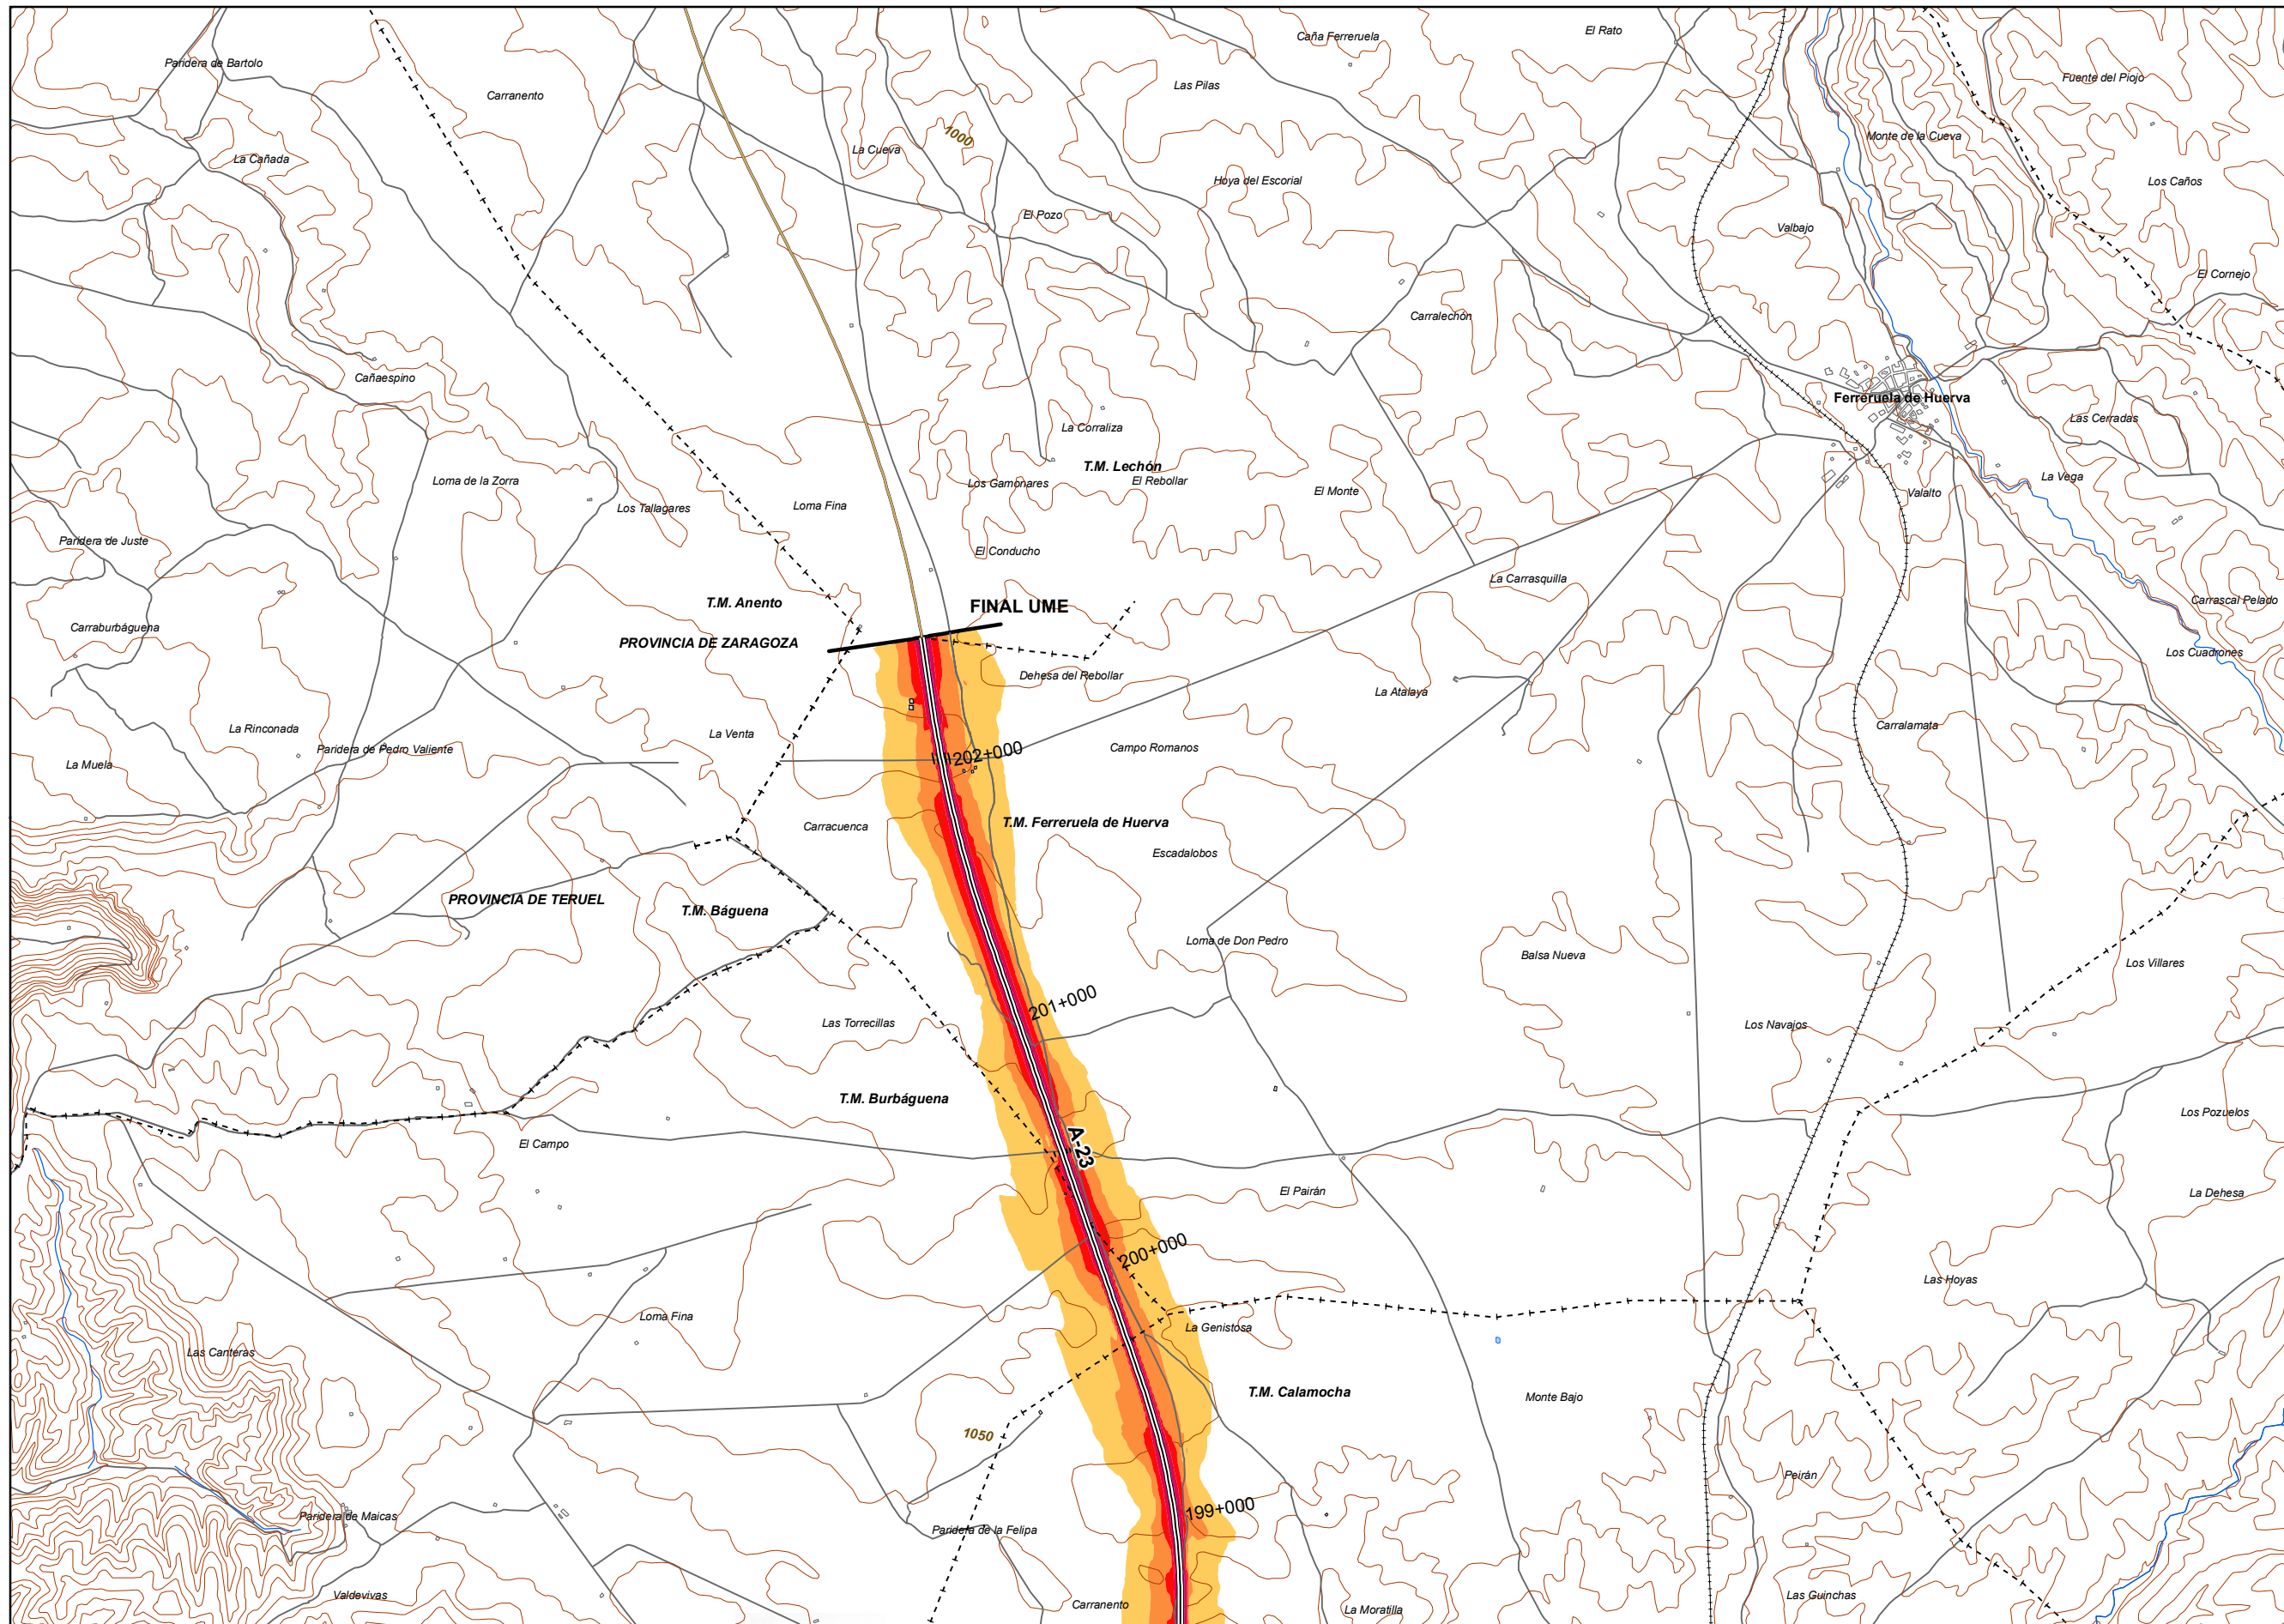 Caña Ferreruela
El Rato
Paridera de Bartolo
Fuente del Piojo
Las Pilas
Carranento
1000
Monte de la Cueva
La Cueva
La Cañada
Hoya del Escorial
Los Caños
El Pozo
Valbajo
El Cornejo
Carralechón
Cañaespino
Ferreruela de Huerva
Las Cerradas
La Corraliza
T.M. Lechón
El Rebollar
Loma de la Zorra
Los Gamonares
El Monte
La Vega
Valalto
Los Tallagares
Loma Fina
Paridera de Juste
El Conducho
La Carrasquilla
T.M. Anento
FINAL UME
Carrascal Pelado
Carraburbáguena
PROVINCIA DE ZARAGOZA
Los Cuadrones
Dehesa del Rebollar
La Atalaya
La Rinconada
La Venta
Carralamata
Paridera de Pedro Valiente
202+000
Campo Romanos
La Muela
Carracuenca
T.M. Ferreruela de Huerva
Escadalobos
PROVINCIA DE TERUEL
T.M. Báguena
Loma de Don Pedro
Balsa Nueva
Los Villares
201+000
Las Torrecillas
Los Navajos
T.M. Burbáguena
Los Pozuelos
El Campo
A-23
El Pairán
La Dehesa
200+000
Las Hoyas
Loma Fina
La Genistosa
Las Canteras
T.M. Calamocha
Monte Bajo
1050
Peirán
199+000
Paridera de Maicas
Paridera de la Felipa
Valdevivas
Carranento
La Moratilla
Las Guinchas